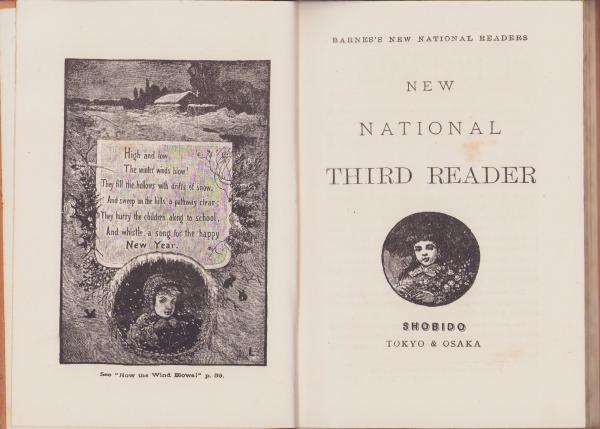 High and low
The winter winds blow!
They fill the hollows with drifts of snow,
And sweep on the hills a pathway clear;
They hurry the children along to school,
And whistle a song for the happy
New Year.
L
See "How the Wind Blows!" p. 36.
BARNES'S NEW NATIONAL READERS
NEW
NATIONAL
THIRD READER
SHOBIDO
TOKYO & OSAKA